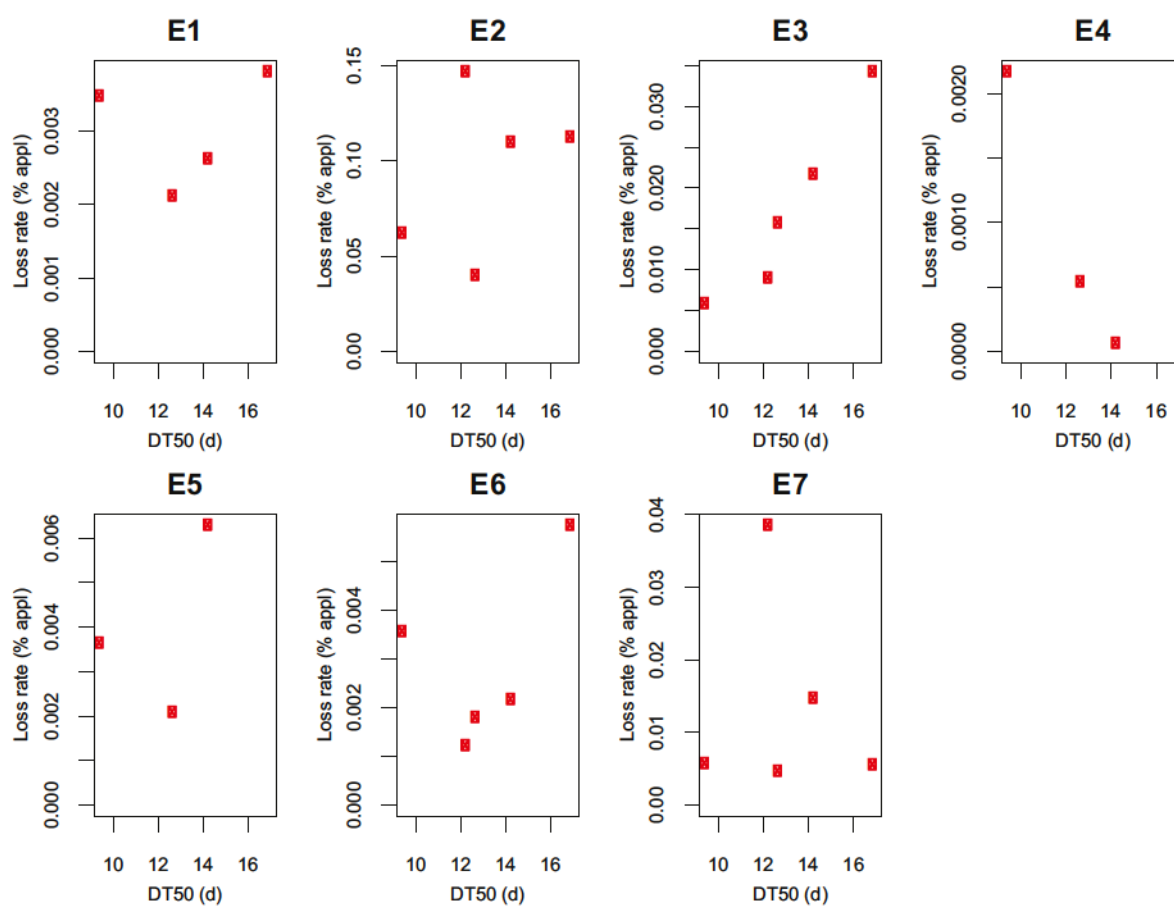 E1
E2
E3
E4
Loss rate (% appl)
0.000 0.001 0.002 0.003
10 12 14 16
DT50 (d)
Loss rate (% appl)
0.00 0.05 0.10 0.15
10 12 14 16
DT50 (d)
Loss rate (% appl)
0.000 0.010 0.020 0.030
10 12 14 16
DT50 (d)
Loss rate (% appl)
0.0000 0.0010 0.0020
10 12 14 16
DT50 (d)
E5
E6
E7
Loss rate (% appl)
0.000 0.002 0.004 0.006
10 12 14 16
DT50 (d)
Loss rate (% appl)
0.000 0.002 0.004
10 12 14 16
DT50 (d)
Loss rate (% appl)
0.00 0.01 0.02 0.03 0.04
10 12 14 16
DT50 (d)